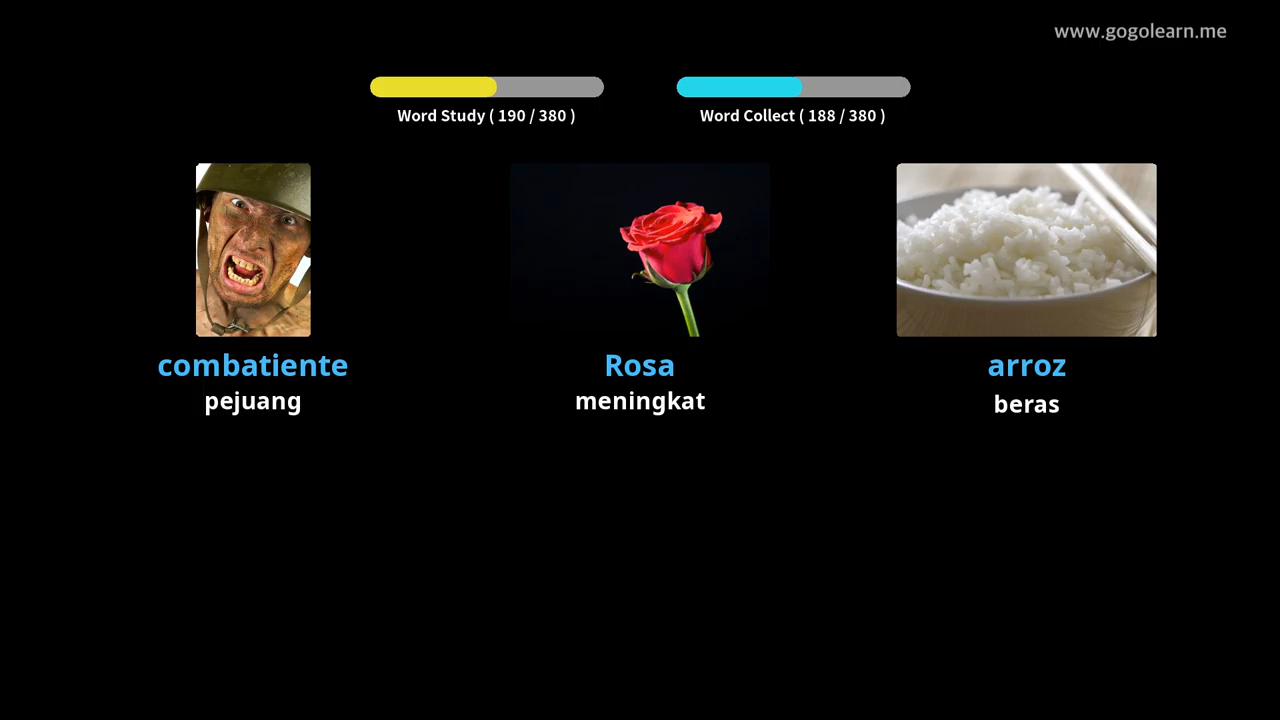 www.gogolearn.me
Word Study ( 190 / 380 )
Word Collect ( 188 / 380 )
combatiente
pejuang
Rosa
meningkat
arroz
beras